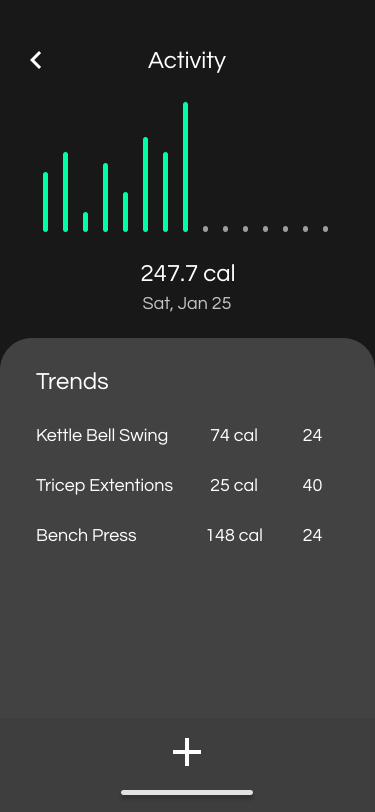 Activity
247.7 cal
Sat, Jan 25
Trends
Kettle Bell Swing 74 cal 24
Tricep Extentions 25 cal 40
Bench Press 148 cal 24